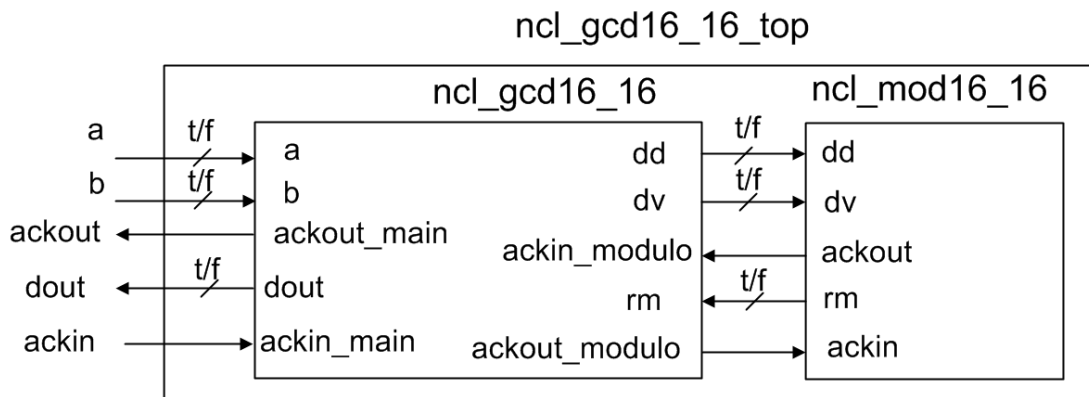 ncl_gcd16_16_top
ncl_gcd16_16
ncl_mod16_16
a
t/f
a
dd
t/f
dd
b
t/f
b
dv
t/f
dv
ackout
ackout_main
ackin_modulo
ackout
dout
t/f
dout
rm
t/f
rm
ackin
ackin_main
ackout_modulo
ackin